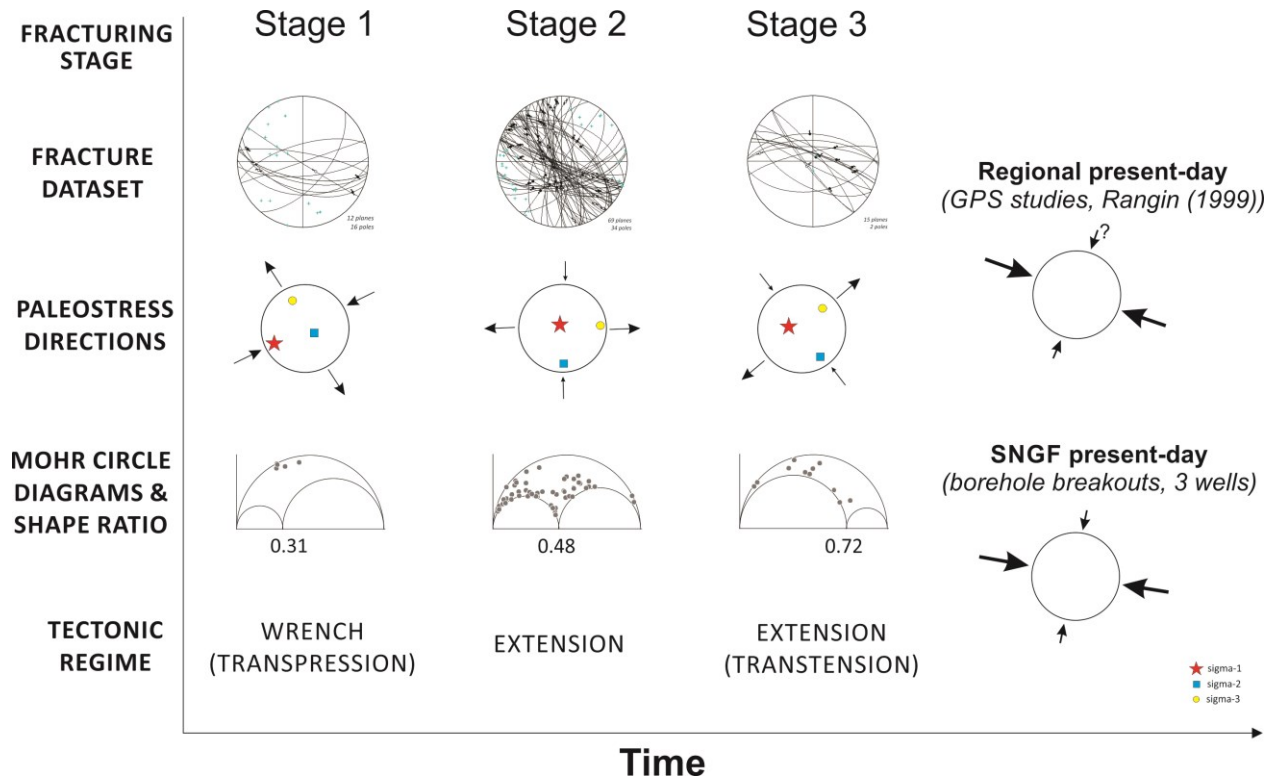 FRACTURING
STAGE
Stage 1
Stage 2
Stage 3
FRACTURE
DATASET
12 planes
16 poles
69 planes
34 poles
15 planes
2 poles
Regional present-day
(GPS studies, Rangin (1999))
?
PALEOSTRESS
DIRECTIONS
MOHR CIRCLE
DIAGRAMS &
SHAPE RATIO
0.31
0.48
0.72
SNGF present-day
(borehole breakouts, 3 wells)
TECTONIC
REGIME
WRENCH
(TRANSPRESSION)
EXTENSION
EXTENSION
(TRANSTENSION)
sigma-1
sigma-2
sigma-3
Time